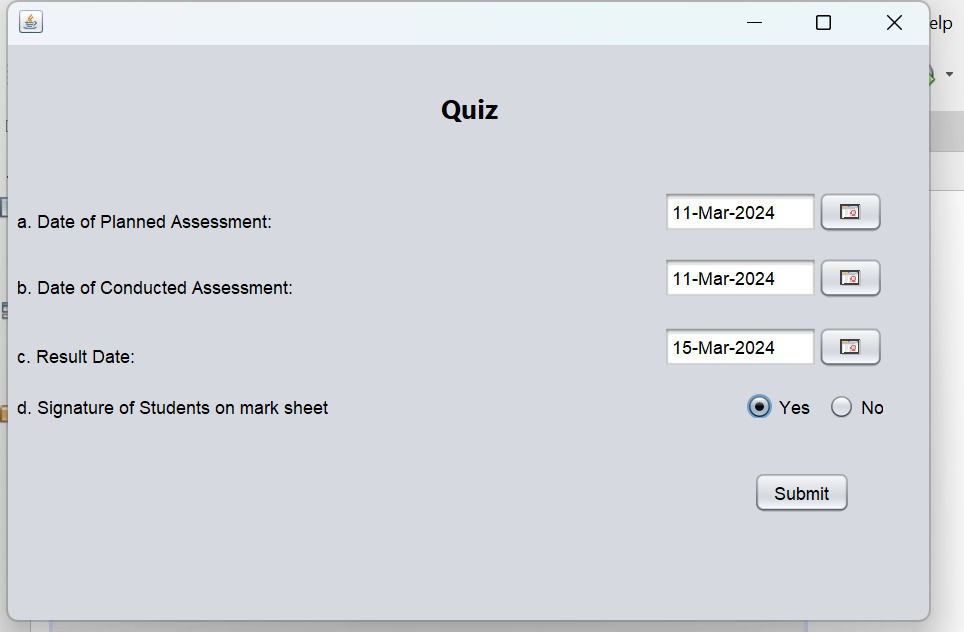 elp
Quiz
a. Date of Planned Assessment: 11-Mar-2024
b. Date of Conducted Assessment: 11-Mar-2024
c. Result Date: 15-Mar-2024
d. Signature of Students on mark sheet Yes No
Submit